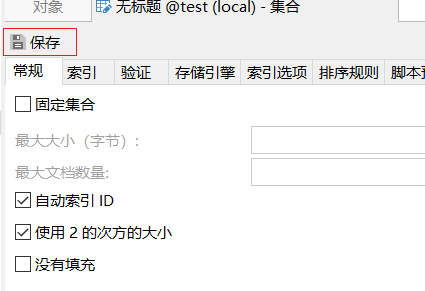 对象
无标题 @test (local) - 集合
保存
常规 索引 验证 存储引擎 索引选项 排序规则 脚本
固定集合
最大大小（字节）:
最大文档数量:
自动索引 ID
使用 2 的次方的大小
没有填充